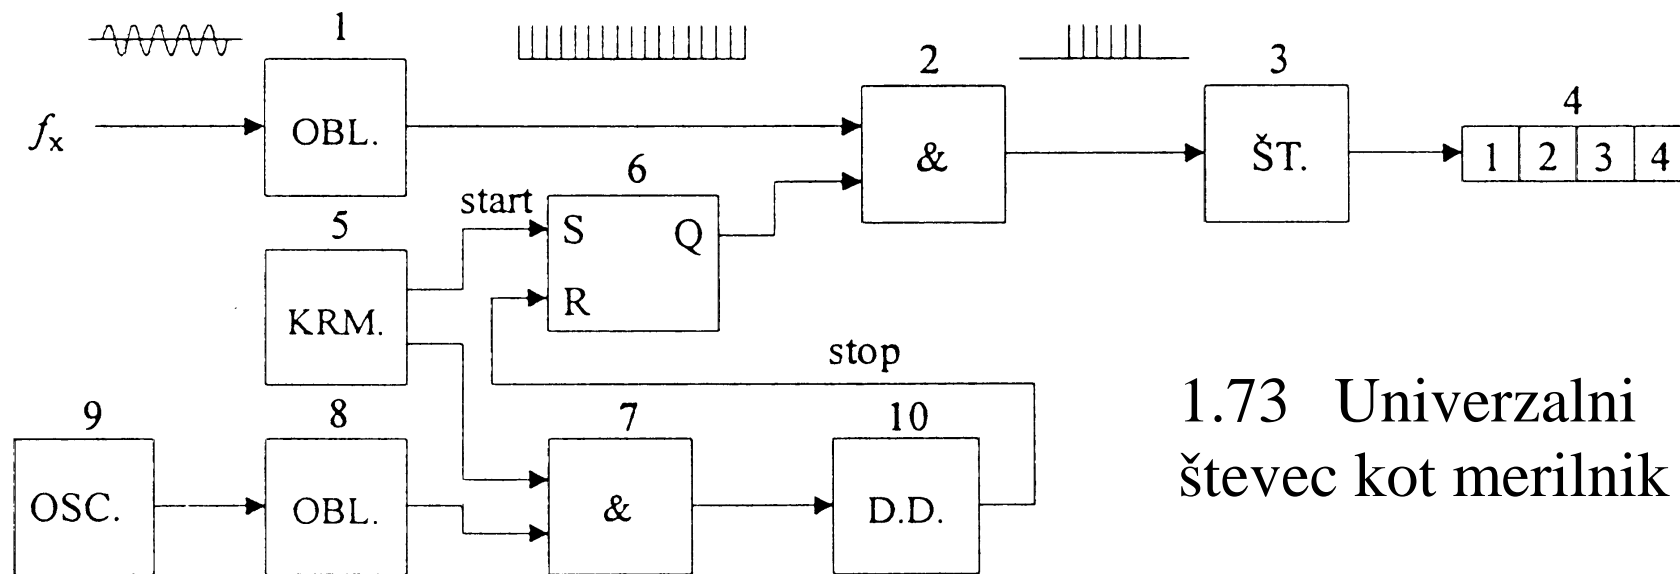 1
2
3
4
f_x
OBL.
&
ŠT.
1 2 3 4
6
start
S Q
R
5
KRM.
stop
9
8
7
10
OSC.
OBL.
&
D.D.
1.73 Univerzalni
števec kot merilnik